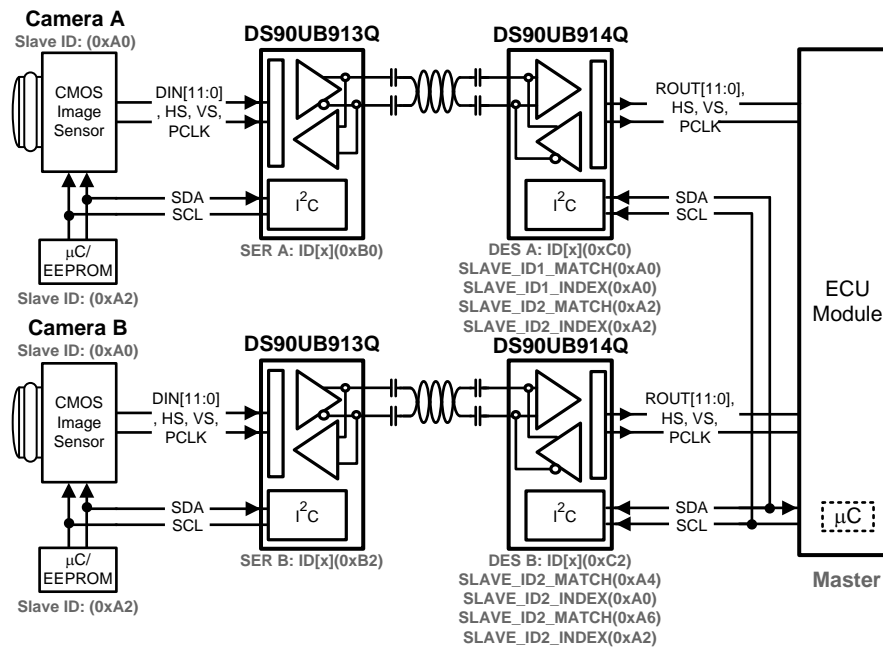 Camera A
Slave ID: (0xA0)
DS90UB913Q
DS90UB914Q
CMOS
Image
Sensor
DIN[11:0]
, HS, VS,
PCLK
ROUT[11:0],
HS, VS,
PCLK
SDA
SCL
I²C
I²C
SDA
SCL
µC/
EEPROM
Slave ID: (0xA2)
SER A: ID[x](0xB0)
DES A: ID[x](0xC0)
SLAVE_ID1_MATCH(0xA0)
SLAVE_ID1_INDEX(0xA0)
SLAVE_ID2_MATCH(0xA2)
SLAVE_ID2_INDEX(0xA2)
ECU
Module
Camera B
Slave ID: (0xA0)
DS90UB913Q
DS90UB914Q
CMOS
Image
Sensor
DIN[11:0]
, HS, VS,
PCLK
ROUT[11:0],
HS, VS,
PCLK
SDA
SCL
I²C
I²C
SDA
SCL
µC
µC/
EEPROM
Slave ID: (0xA2)
SER B: ID[x](0xB2)
DES B: ID[x](0xC2)
SLAVE_ID2_MATCH(0xA4)
SLAVE_ID2_INDEX(0xA0)
SLAVE_ID2_MATCH(0xA6)
SLAVE_ID2_INDEX(0xA2)
Master